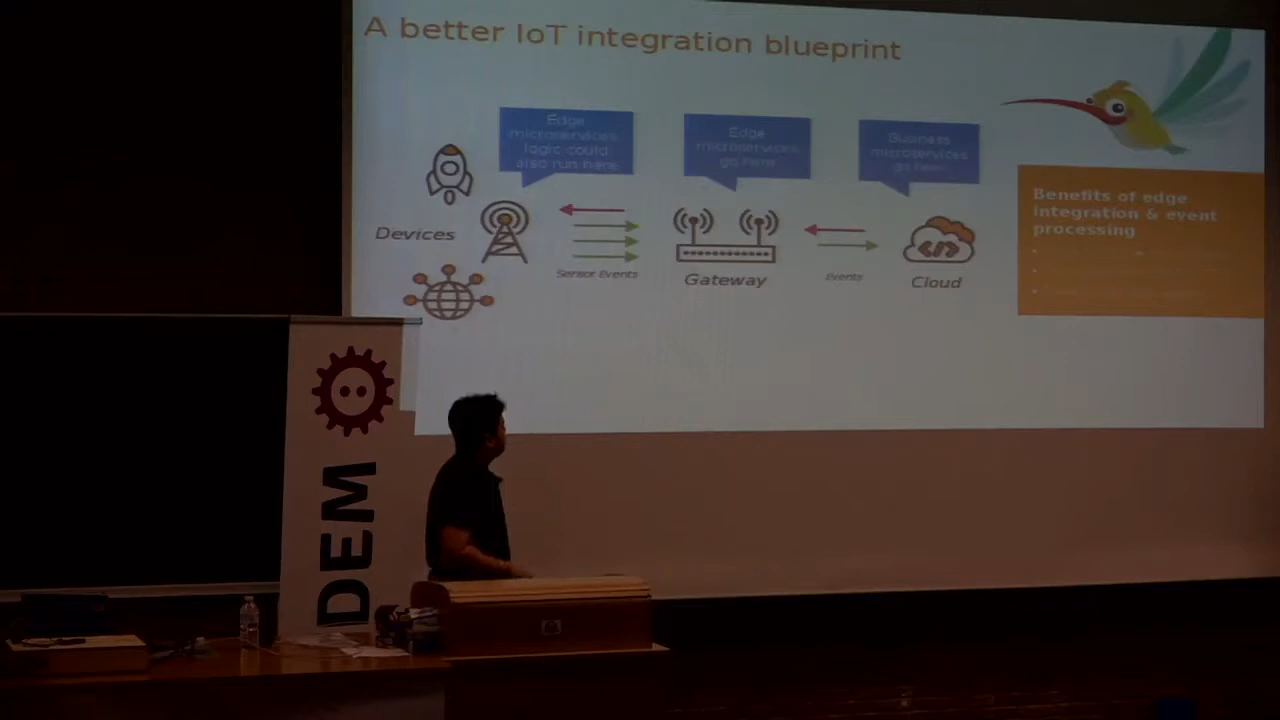 A better IoT integration blueprint
Edge
microservices
logic could
also run here
Edge
microservices
go here
Business
microservices
go here
Devices
Sensor Events
Gateway
Events
Cloud
Benefits of edge
integration & event
processing
DEM